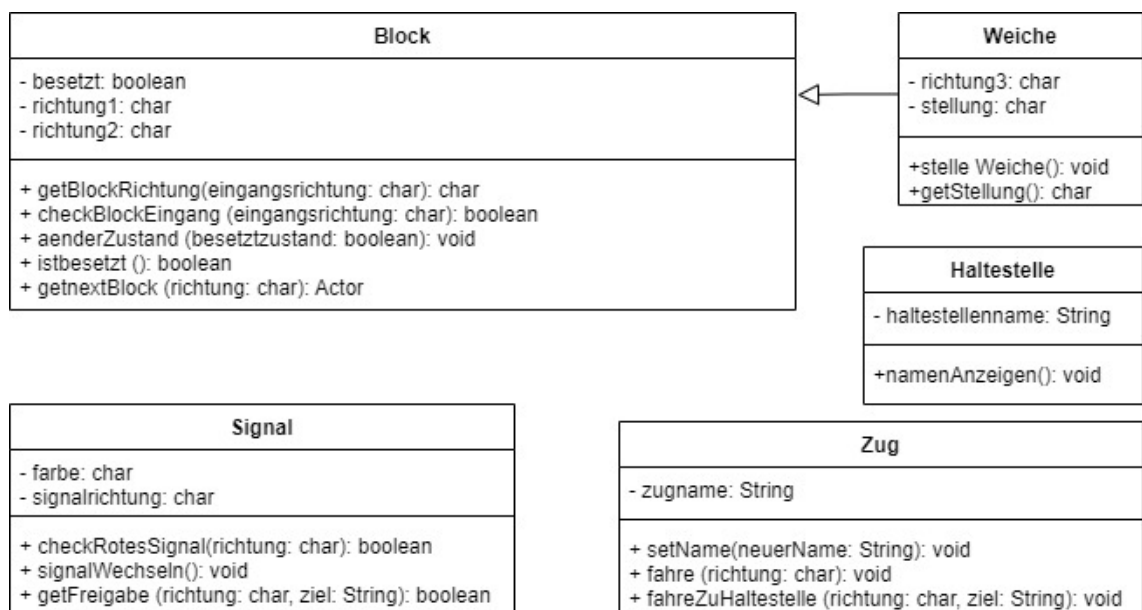 Block
- besetzt: boolean
- richtung1: char
- richtung2: char
+ getBlockRichtung(eingangsrichtung: char): char
+ checkBlockEingang (eingangsrichtung: char): boolean
+ aenderZustand (besetztzustand: boolean): void
+ istbesetzt (): boolean
+ getnextBlock (richtung: char): Actor
Weiche
- richtung3: char
- stellung: char
+stelle Weiche(): void
+getStellung(): char
Haltestelle
- haltestellenname: String
+namenAnzeigen(): void
Signal
- farbe: char
- signalrichtung: char
+ checkRotesSignal(richtung: char): boolean
+ signalWechseln(): void
+ getFreigabe (richtung: char, ziel: String): boolean
Zug
- zugname: String
+ setName(neuerName: String): void
+ fahre (richtung: char): void
+ fahreZuHaltestelle (richtung: char, ziel: String): void